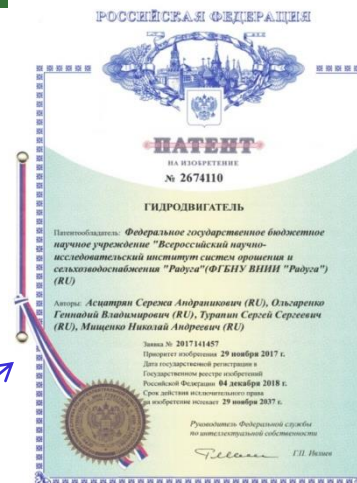 РОССИЙСКАЯ ФЕДЕРАЦИЯ
ПАТЕНТ
НА ИЗОБРЕТЕНИЕ
№ 2674110
ГИДРОДВИГАТЕЛЬ
Патентообладатель: Федеральное государственное бюджетное
научное учреждение "Всероссийский научно-
исследовательский институт систем орошения и
сельхозводоснабжения "Радуга"(ФГБНУ ВНИИ "Радуга")
(RU)
Авторы: Асцатрян Сережа Андраникович (RU), Ольгаренко
Геннадий Владимирович (RU), Турапин Сергей Сергеевич
(RU), Мищенко Николай Андреевич (RU)
Заявка № 2017141457
Приоритет изобретения 29 ноября 2017 г.
Дата государственной регистрации в
Государственном реестре изобретений
Российской Федерации 04 декабря 2018 г.
Срок действия исключительного права
на изобретение истекает 29 ноября 2037 г.
Руководитель Федеральной службы
по интеллектуальной собственности
Г.П. Ивлиев